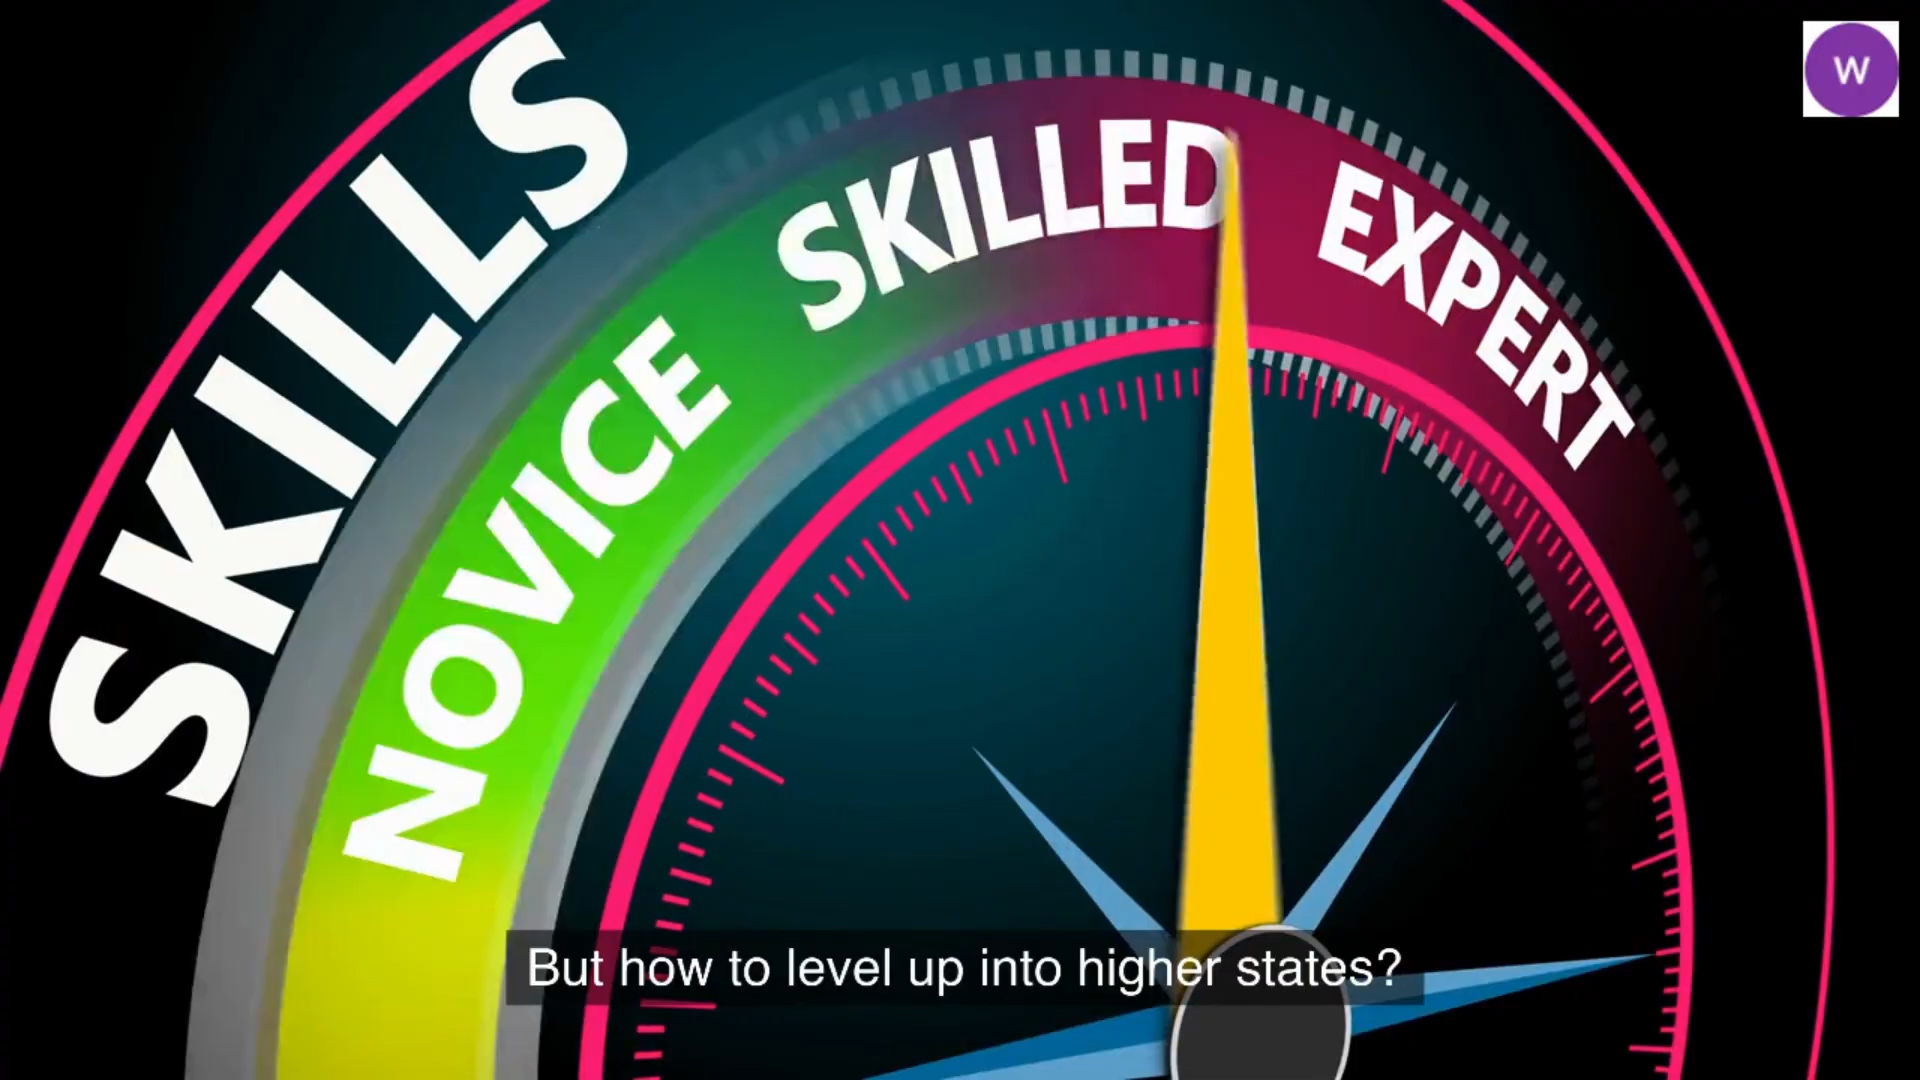 SKILLS
NOVICE
SKILLED
EXPERT
W
But how to level up into higher states?